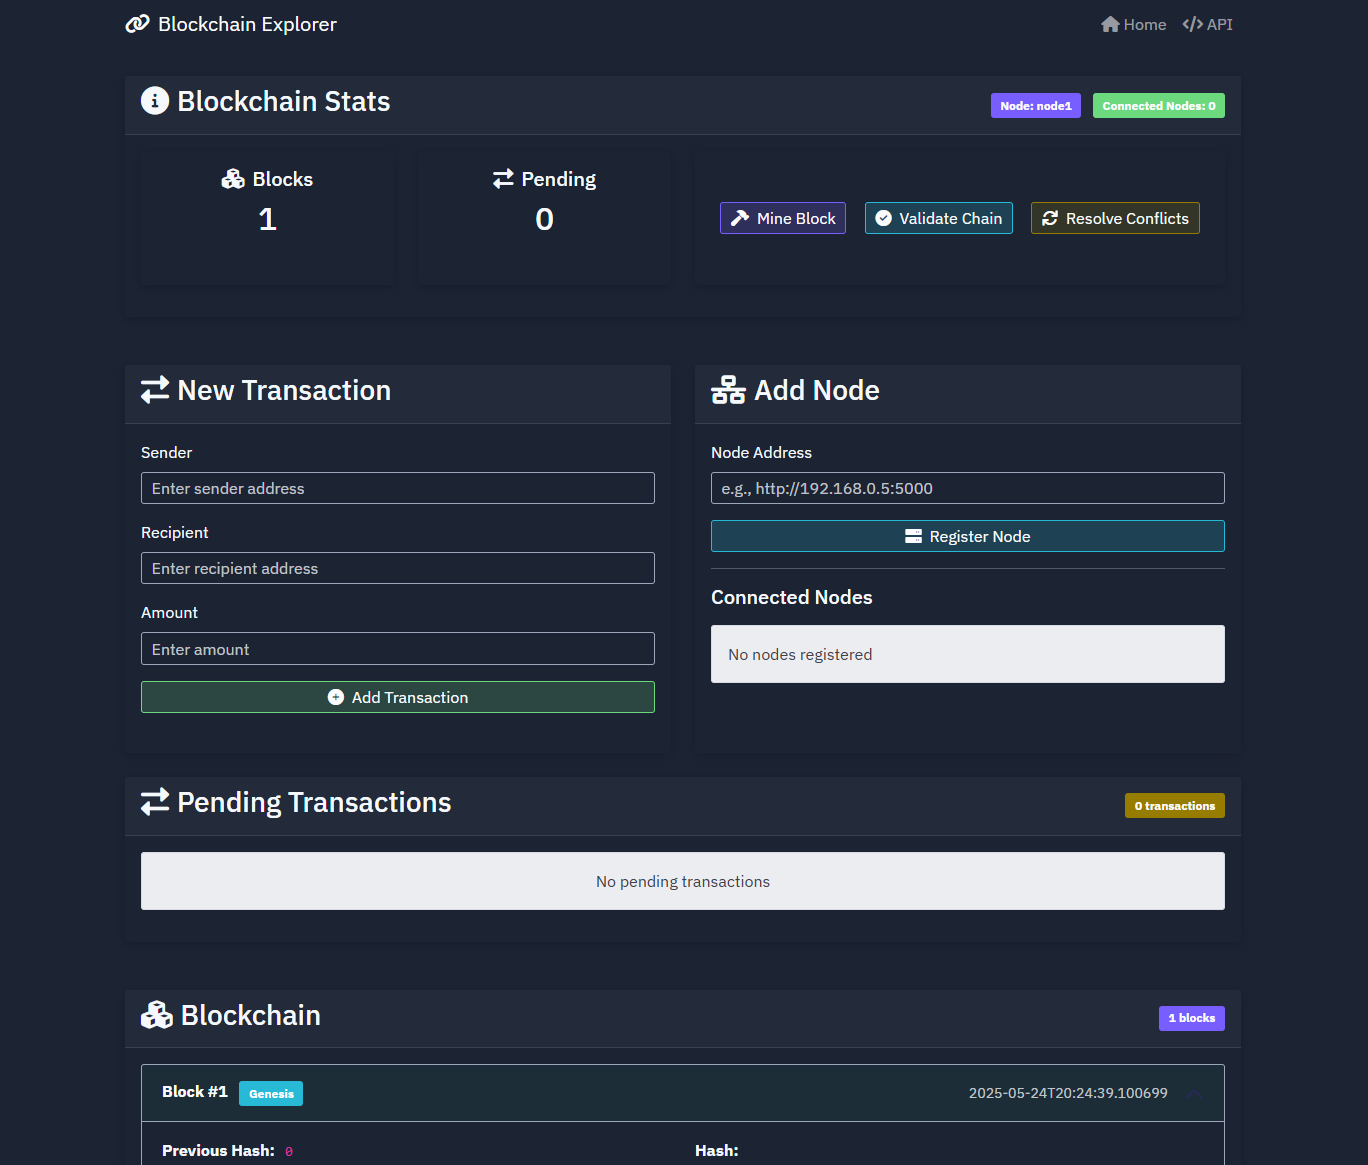 Blockchain Explorer
Home
API
Blockchain Stats
Node: node1
Connected Nodes: 0
Blocks
1
Pending
0
Mine Block
Validate Chain
Resolve Conflicts
New Transaction
Sender
Enter sender address
Recipient
Enter recipient address
Amount
Enter amount
Add Transaction
Add Node
Node Address
e.g., http://192.168.0.5:5000
Register Node
Connected Nodes
No nodes registered
Pending Transactions
0 transactions
No pending transactions
Blockchain
1 blocks
Block #1
Genesis
2025-05-24T20:24:39.100699
Previous Hash: 0
Hash: